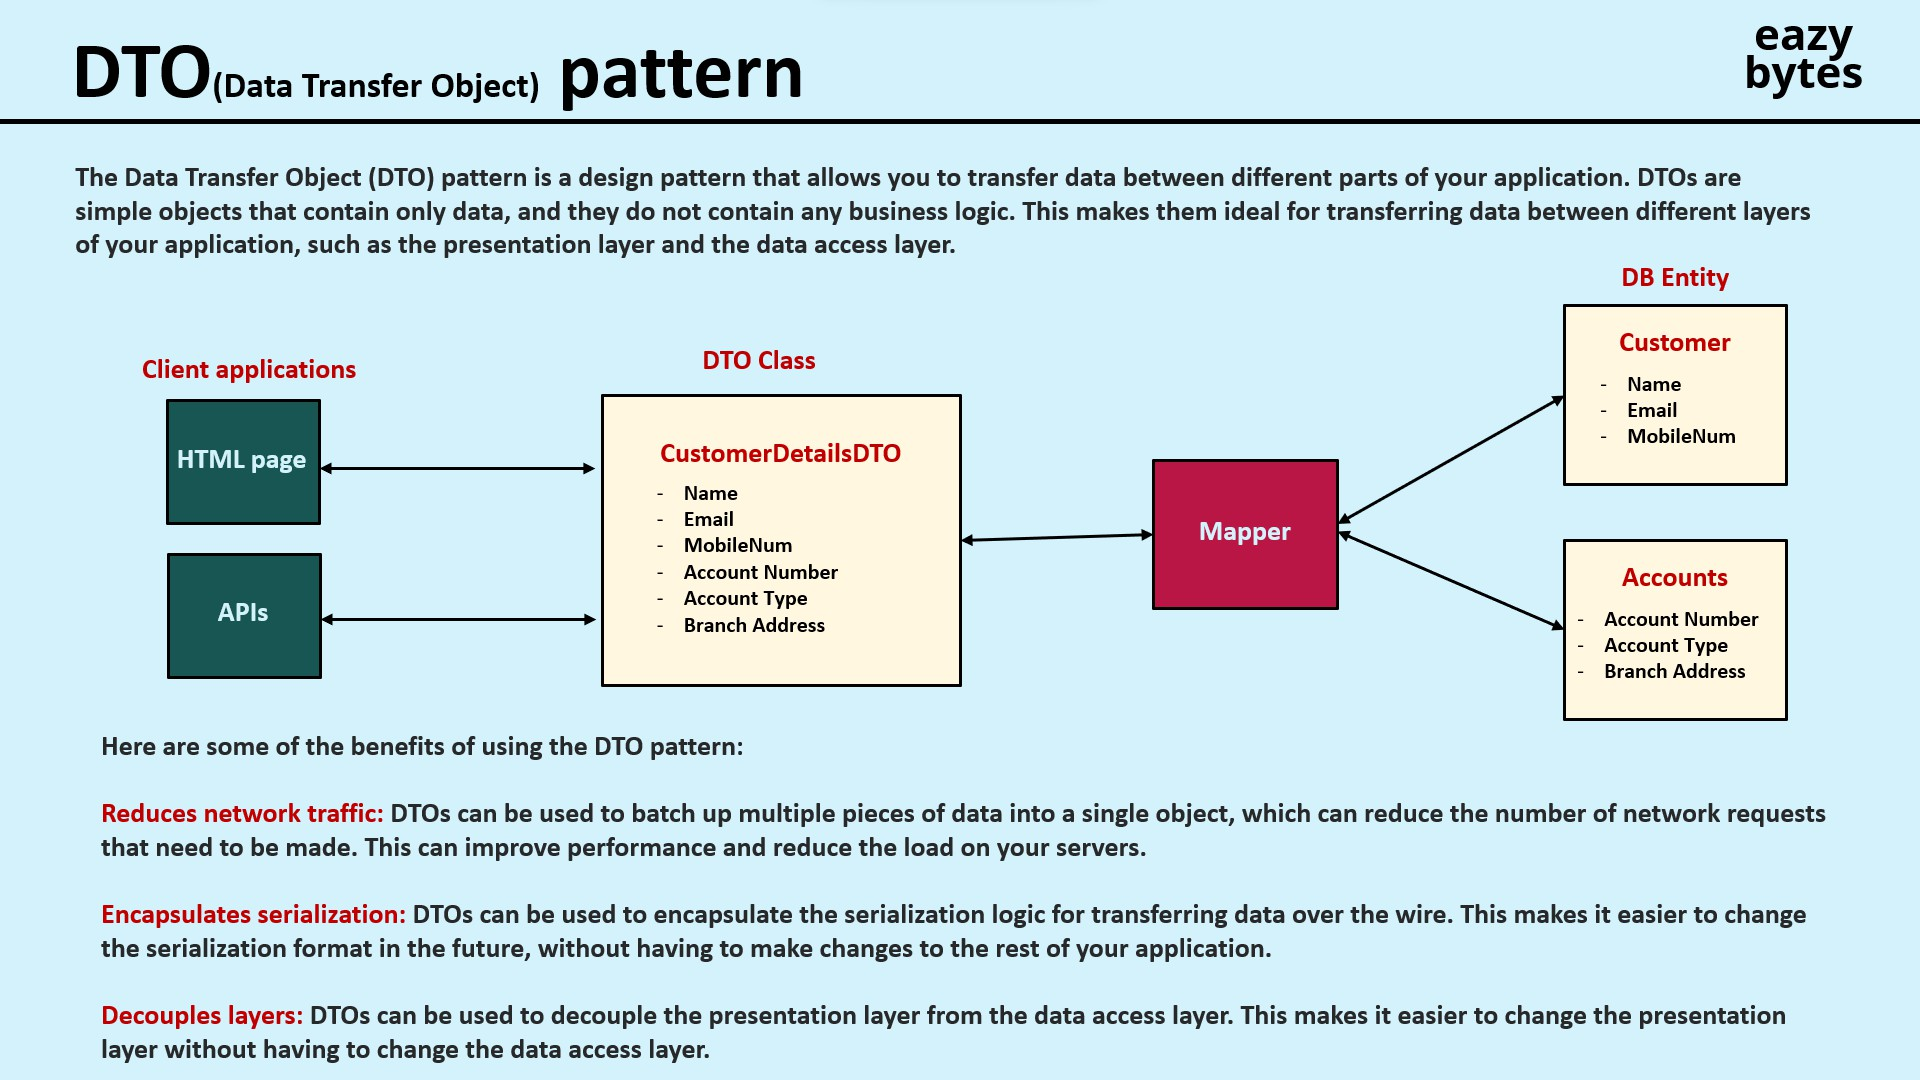 DTO(Data Transfer Object) pattern
eazy
bytes
The Data Transfer Object (DTO) pattern is a design pattern that allows you to transfer data between different parts of your application. DTOs are
simple objects that contain only data, and they do not contain any business logic. This makes them ideal for transferring data between different layers
of your application, such as the presentation layer and the data access layer.
Client applications
HTML page
APIs
DTO Class
CustomerDetailsDTO
- Name
- Email
- MobileNum
- Account Number
- Account Type
- Branch Address
Mapper
DB Entity
Customer
- Name
- Email
- MobileNum
Accounts
- Account Number
- Account Type
- Branch Address
Here are some of the benefits of using the DTO pattern:
Reduces network traffic: DTOs can be used to batch up multiple pieces of data into a single object, which can reduce the number of network requests
that need to be made. This can improve performance and reduce the load on your servers.
Encapsulates serialization: DTOs can be used to encapsulate the serialization logic for transferring data over the wire. This makes it easier to change
the serialization format in the future, without having to make changes to the rest of your application.
Decouples layers: DTOs can be used to decouple the presentation layer from the data access layer. This makes it easier to change the presentation
layer without having to change the data access layer.